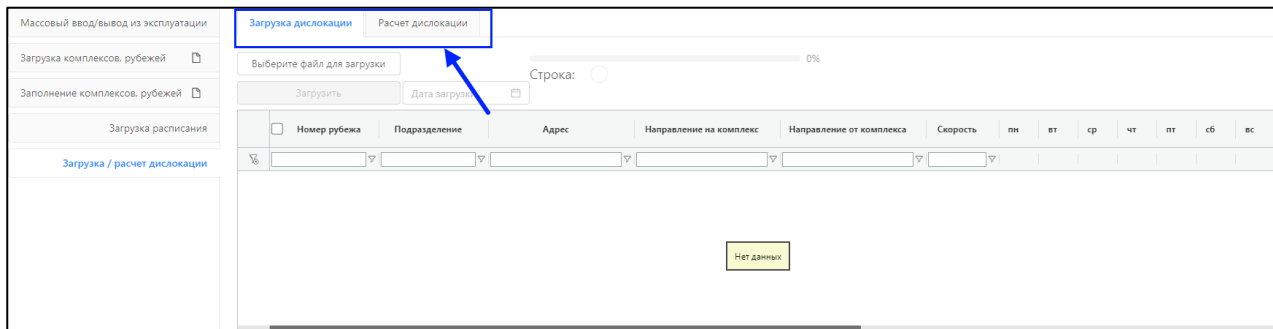 Массовый ввод/вывод из эксплуатации
Загрузка комплексов, рубежей
Заполнение комплексов, рубежей
Загрузка расписания
Загрузка / расчет дислокации
Загрузка дислокации Расчет дислокации
Выберите файл для загрузки
0%
Строка:
Загрузить Дата загрузки
Номер рубежа Подразделение Адрес Направление на комплекс Направление от комплекса Скорость пн вт ср чт пт сб вс
Нет данных